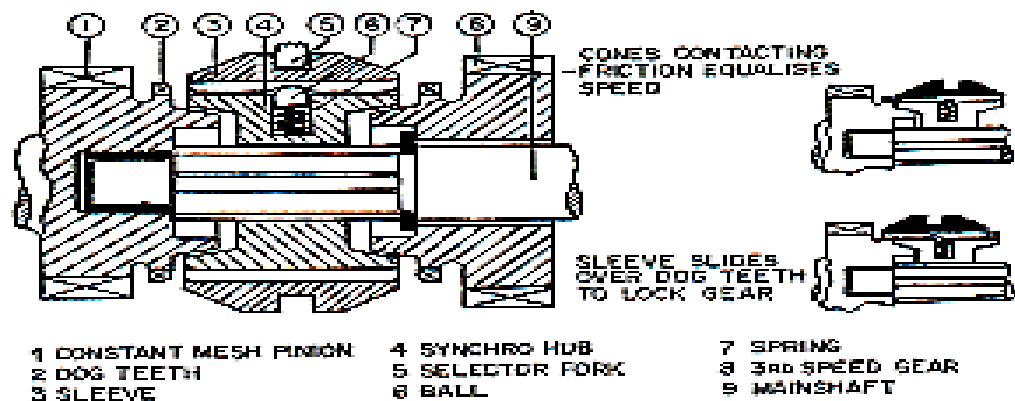 1 2 3 4 5 6 7 8 9
CONES CONTACTING
FRICTION EQUALISES
SPEED
SLEEVE SLIDES
OVER DOG TEETH
TO LOCK GEAR
1 CONSTANT MESH PINION
2 DOG TEETH
3 SLEEVE
4 SYNCHRO HUB
5 SELECTOR FORK
6 BALL
7 SPRING
8 3RD SPEED GEAR
9 MAINSHAFT